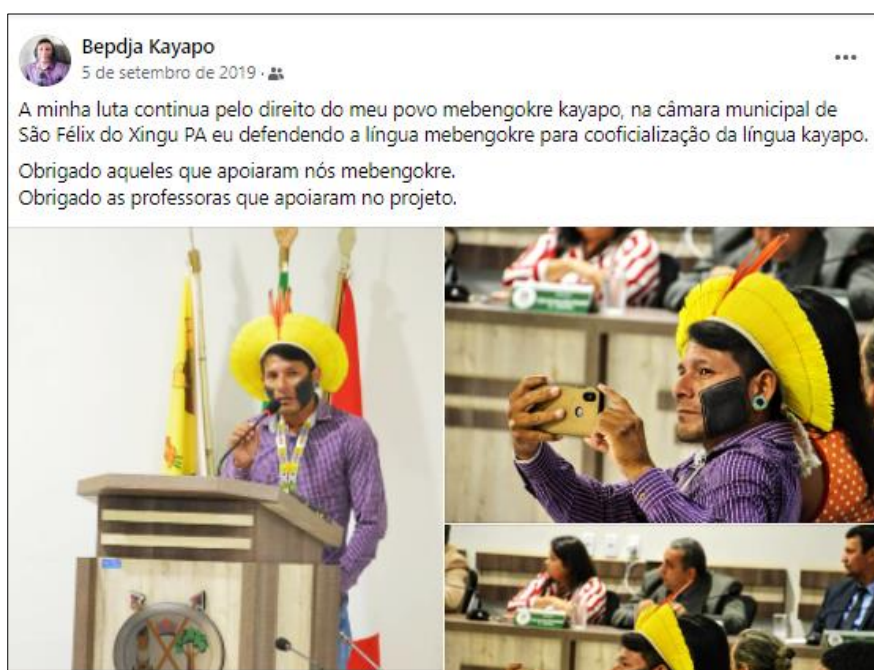 Bepdja Kayapo
5 de setembro de 2019 ·
A minha luta continua pelo direito do meu povo mebengokre kayapo, na câmara municipal de
São Félix do Xingu PA eu defendendo a língua mebengokre para cooficialização da língua kayapo.
Obrigado aqueles que apoiaram nós mebengokre.
Obrigado as professoras que apoiaram no projeto.